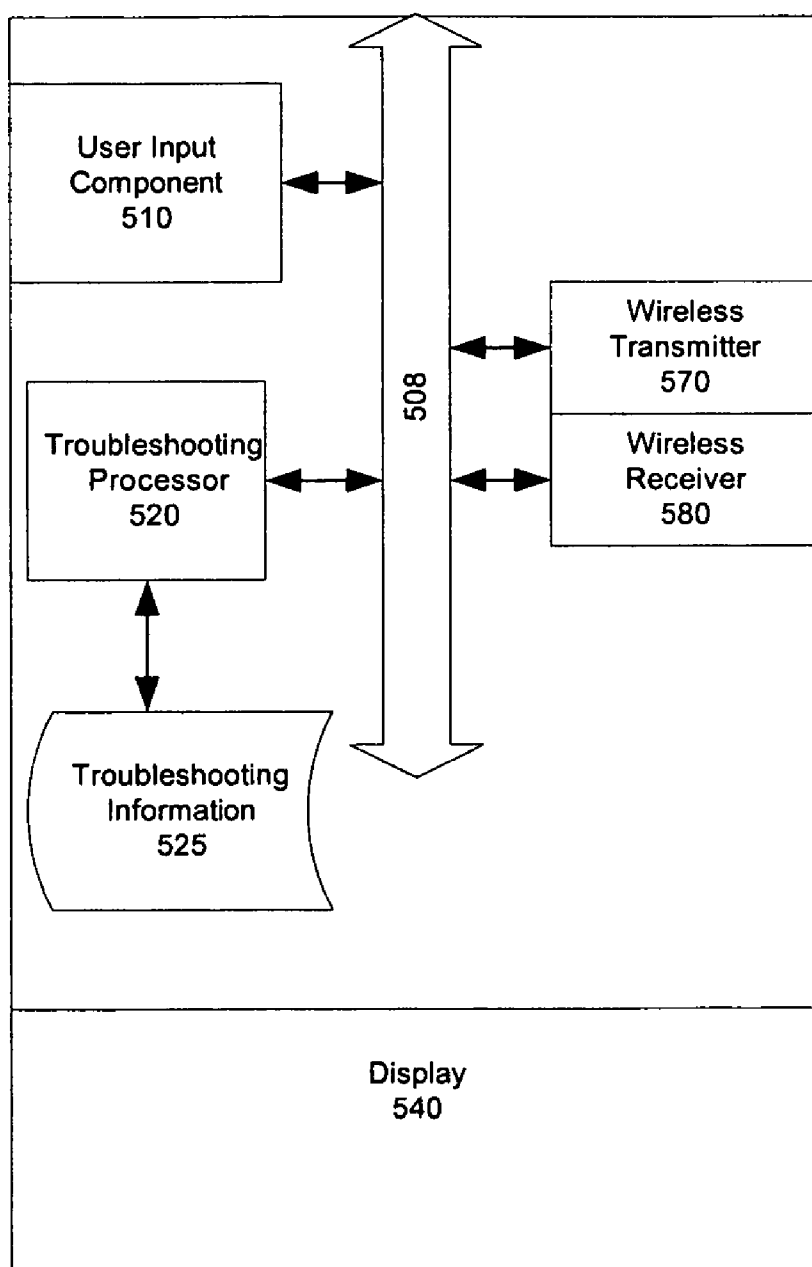 User Input
Component
510
Wireless
Transmitter
570
508
Troubleshooting
Processor
520
Wireless
Receiver
580
Troubleshooting
Information
525
Display
540